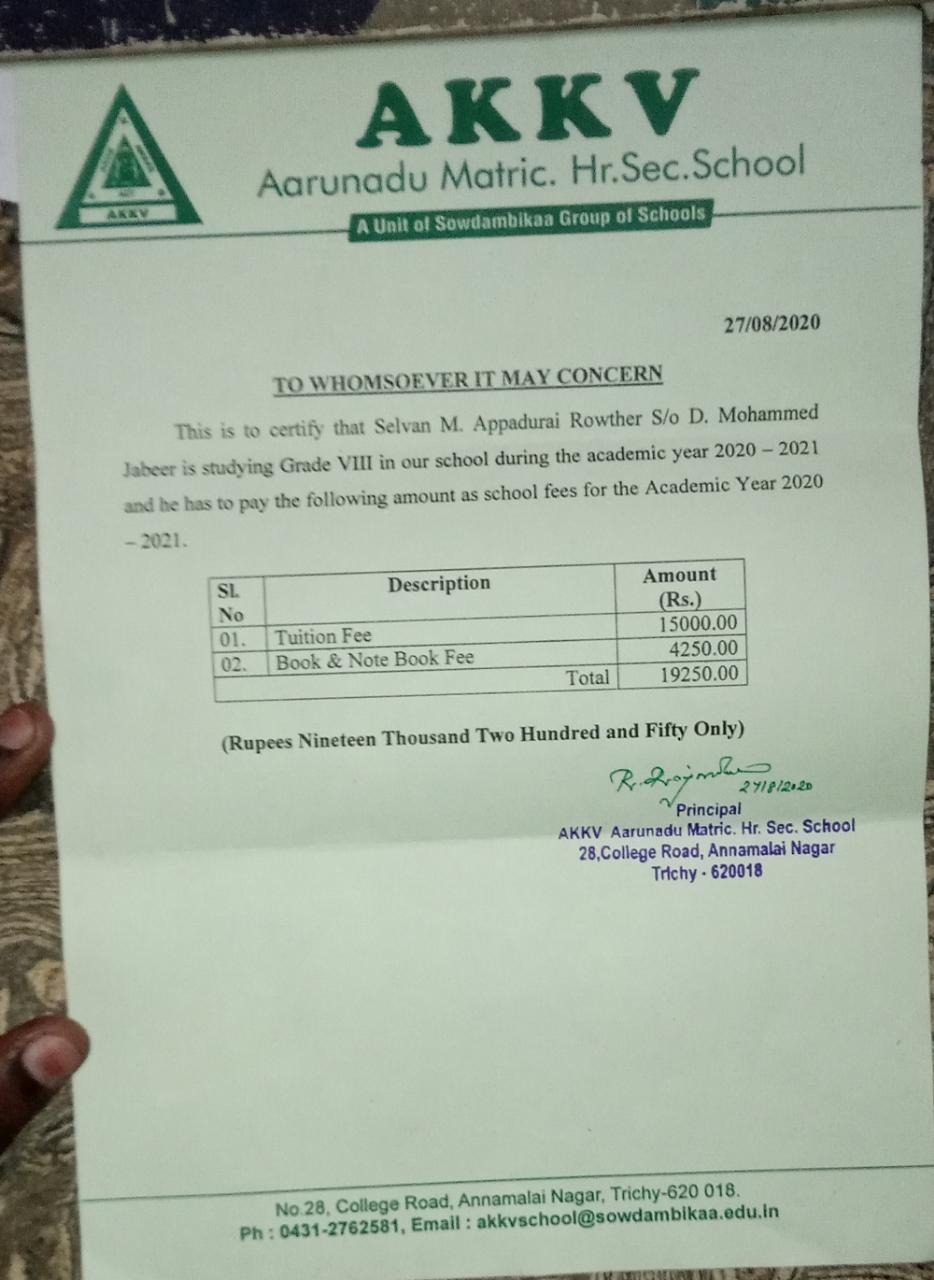 AKKV
Aarunadu Matric. Hr.Sec.School
AKKV
A Unit of Sowdambikaa Group of Schools
27/08/2020
TO WHOMSOEVER IT MAY CONCERN
This is to certify that Selvan M. Appadurai Rowther S/o D. Mohammed
Jabeer is studying Grade VIII in our school during the academic year 2020 – 2021
and he has to pay the following amount as school fees for the Academic Year 2020
– 2021.
Sl. No Description Amount (Rs.)
01. Tuition Fee 15000.00
02. Book & Note Book Fee 4250.00
Total 19250.00
(Rupees Nineteen Thousand Two Hundred and Fifty Only)
27/8/2020
Principal
AKKV Aarunadu Matric. Hr. Sec. School
28,College Road, Annamalai Nagar
Trichy - 620018
No.28, College Road, Annamalai Nagar, Trichy-620 018.
Ph : 0431-2762581, Email : akkvschool@sowdambikaa.edu.in